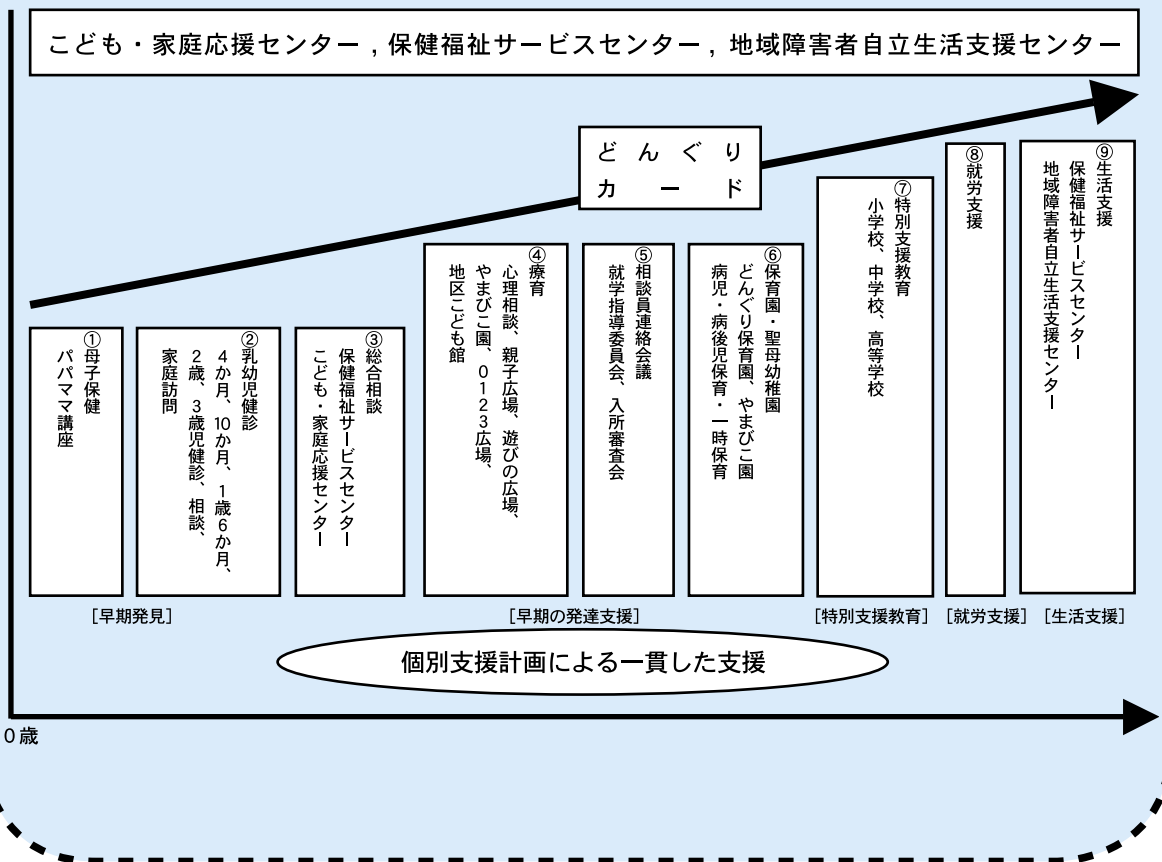 こども・家庭応援センター，保健福祉サービスセンター，地域障害者自立生活支援センター
どんぐり
カード
①母子保健
パパママ講座
②乳幼児健診
4か月、10か月、1歳6か月、
2歳、3歳児健診、相談、
家庭訪問
③総合相談
保健福祉サービスセンター
こども・家庭応援センター
④療育
心理相談、親子広場、遊びの広場、
やまびこ園、0123広場、
地区こども館
⑤相談員連絡会議
就学指導委員会、入所審査会
⑥保育園・聖母幼稚園
どんぐり保育園、やまびこ園
病児・病後児保育・一時保育
⑦特別支援教育
小学校、中学校、高等学校
⑧就労支援
⑨生活支援
保健福祉サービスセンター
地域障害者自立生活支援センター
［早期発見］
［早期の発達支援］
［特別支援教育］
［就労支援］
［生活支援］
個別支援計画による一貫した支援
0歳